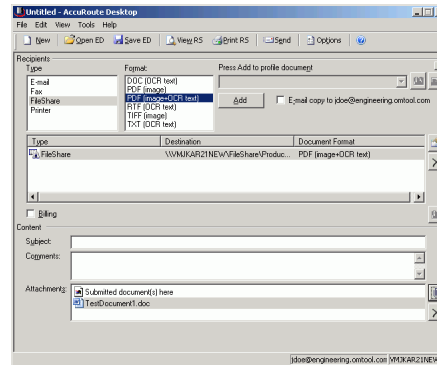 Untitled - AccuRoute Desktop
File Edit View Tools Help
New Open ED Save ED View RS Print RS Send Options
Recipients
Type Format Press Add to profile document
E-mail
Fax
FileShare
Printer
DOC (OCR text)
PDF (image)
PDF (image+OCR text)
RTF (OCR text)
TIFF (image)
TXT (OCR text)
Add E-mail copy to jdoe@engineering.omtool.com
Type Destination Document Format
FileShare \\VMJKAR21NEW\FileShare\Produc... PDF (image+OCR text)
Billing
Content
Subject:
Comments:
Attachments: Submitted document(s) here
TestDocument1.doc
jdoe@engineering.omtool.com VMJKAR21NEW